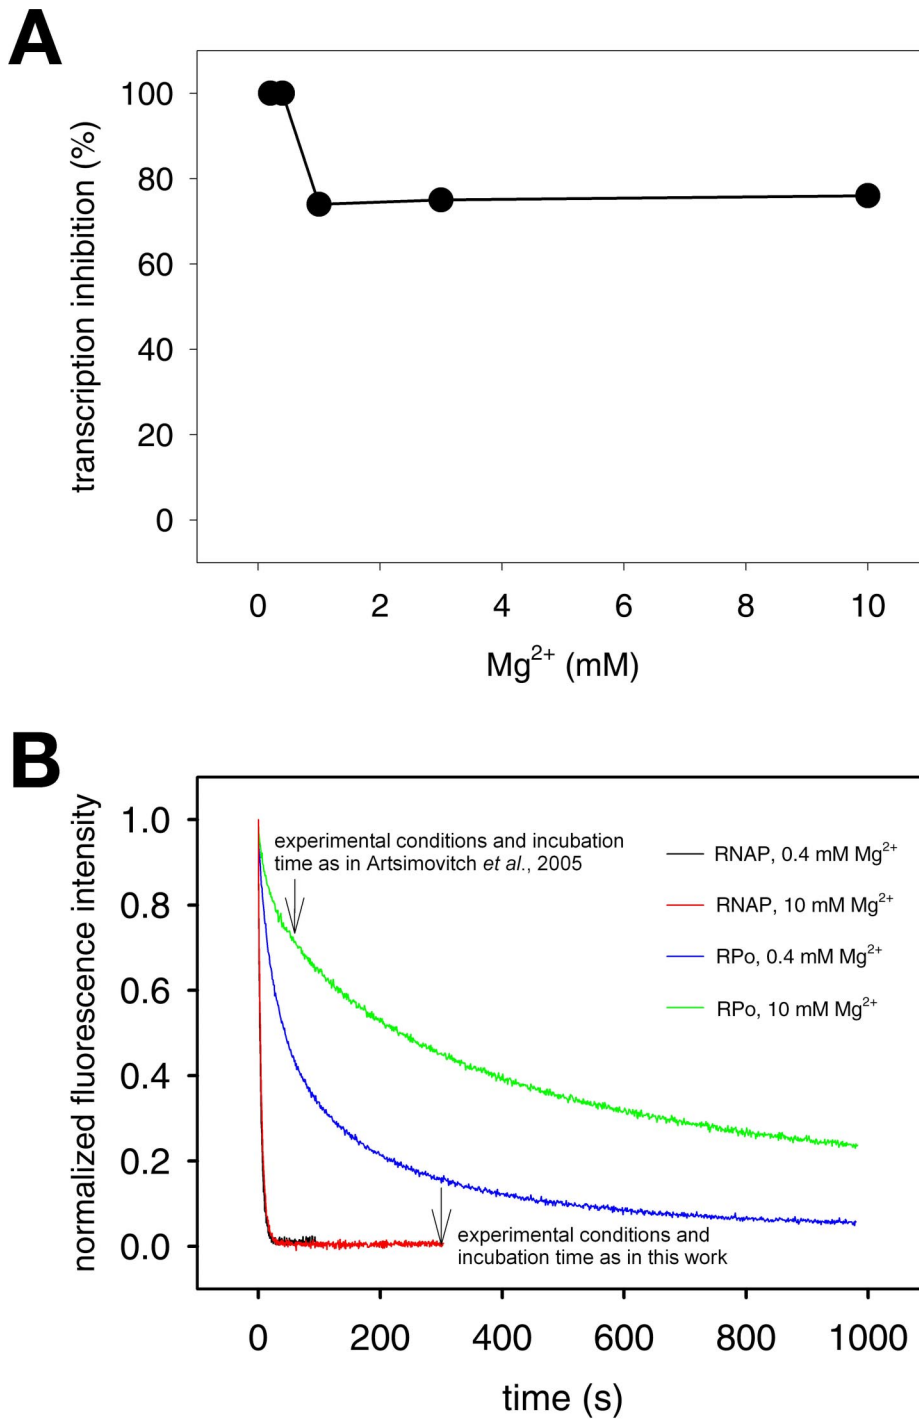 A
100
80
60
40
20
0
transcription inhibition (%)
0 2 4 6 8 10
Mg²⁺ (mM)
B
1.0
0.8
0.6
0.4
0.2
0.0
normalized fluorescence intensity
experimental conditions and incubation
time as in Artsimovitch et al., 2005
RNAP, 0.4 mM Mg²⁺
RNAP, 10 mM Mg²⁺
RPo, 0.4 mM Mg²⁺
RPo, 10 mM Mg²⁺
experimental conditions and
incubation time as in this work
0 200 400 600 800 1000
time (s)